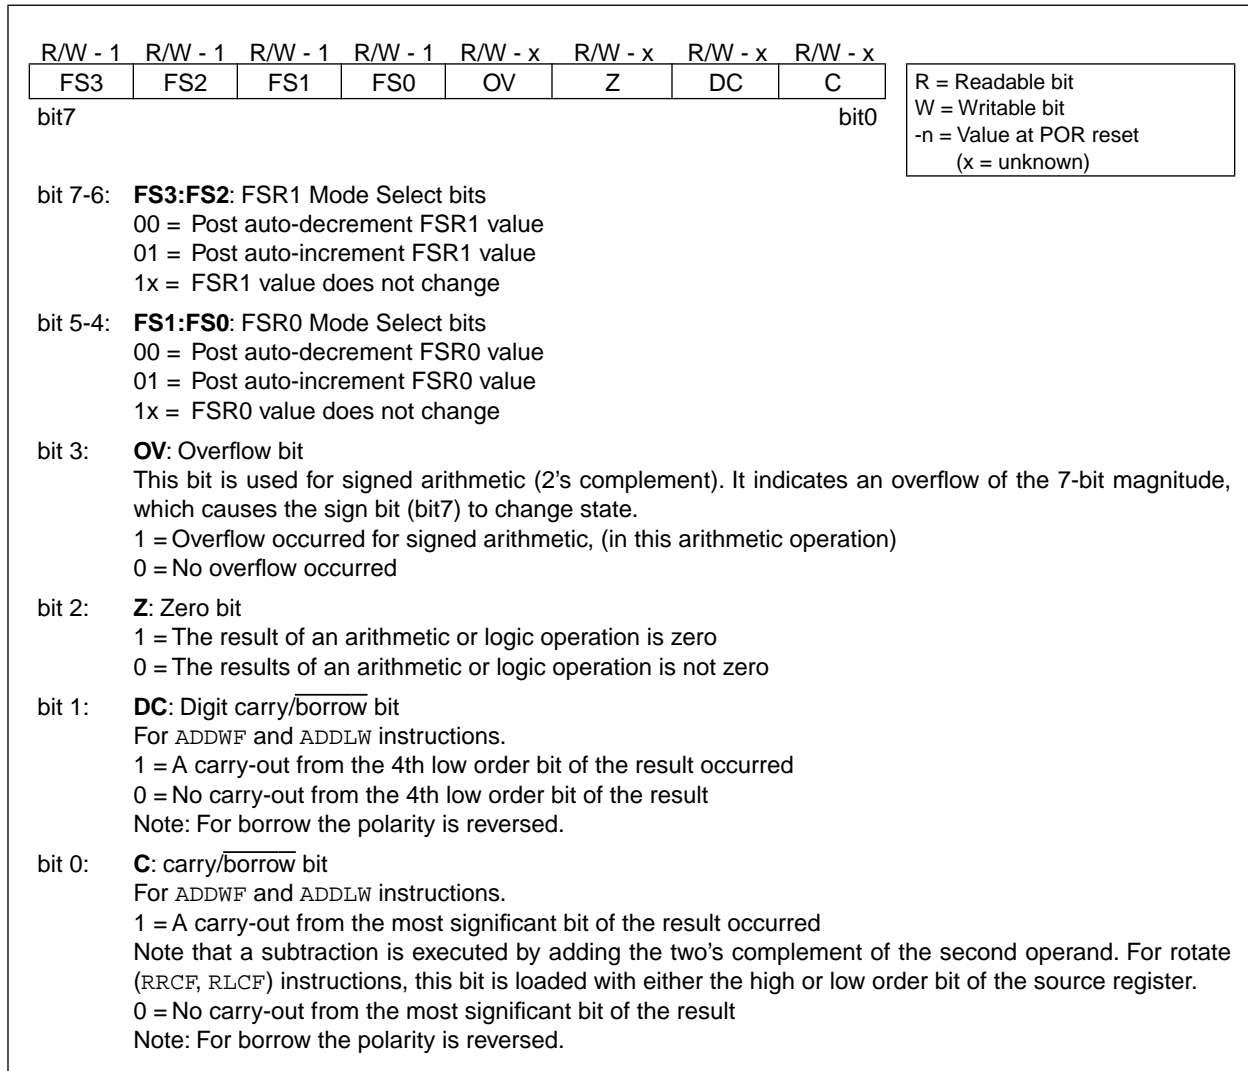 R/W - 1 R/W - 1 R/W - 1 R/W - 1 R/W - x R/W - x R/W - x R/W - x
FS3 FS2 FS1 FS0 OV Z DC C
bit7 bit0
R = Readable bit
W = Writable bit
-n = Value at POR reset
(x = unknown)
bit 7-6: FS3:FS2: FSR1 Mode Select bits
00 = Post auto-decrement FSR1 value
01 = Post auto-increment FSR1 value
1x = FSR1 value does not change
bit 5-4: FS1:FS0: FSR0 Mode Select bits
00 = Post auto-decrement FSR0 value
01 = Post auto-increment FSR0 value
1x = FSR0 value does not change
bit 3: OV: Overflow bit
This bit is used for signed arithmetic (2's complement). It indicates an overflow of the 7-bit magnitude,
which causes the sign bit (bit7) to change state.
1 = Overflow occurred for signed arithmetic, (in this arithmetic operation)
0 = No overflow occurred
bit 2: Z: Zero bit
1 = The result of an arithmetic or logic operation is zero
0 = The results of an arithmetic or logic operation is not zero
bit 1: DC: Digit carry/borrow bit
For ADDWF and ADDLW instructions.
1 = A carry-out from the 4th low order bit of the result occurred
0 = No carry-out from the 4th low order bit of the result
Note: For borrow the polarity is reversed.
bit 0: C: carry/borrow bit
For ADDWF and ADDLW instructions.
1 = A carry-out from the most significant bit of the result occurred
Note that a subtraction is executed by adding the two's complement of the second operand. For rotate
(RRCF, RLCF) instructions, this bit is loaded with either the high or low order bit of the source register.
0 = No carry-out from the most significant bit of the result
Note: For borrow the polarity is reversed.